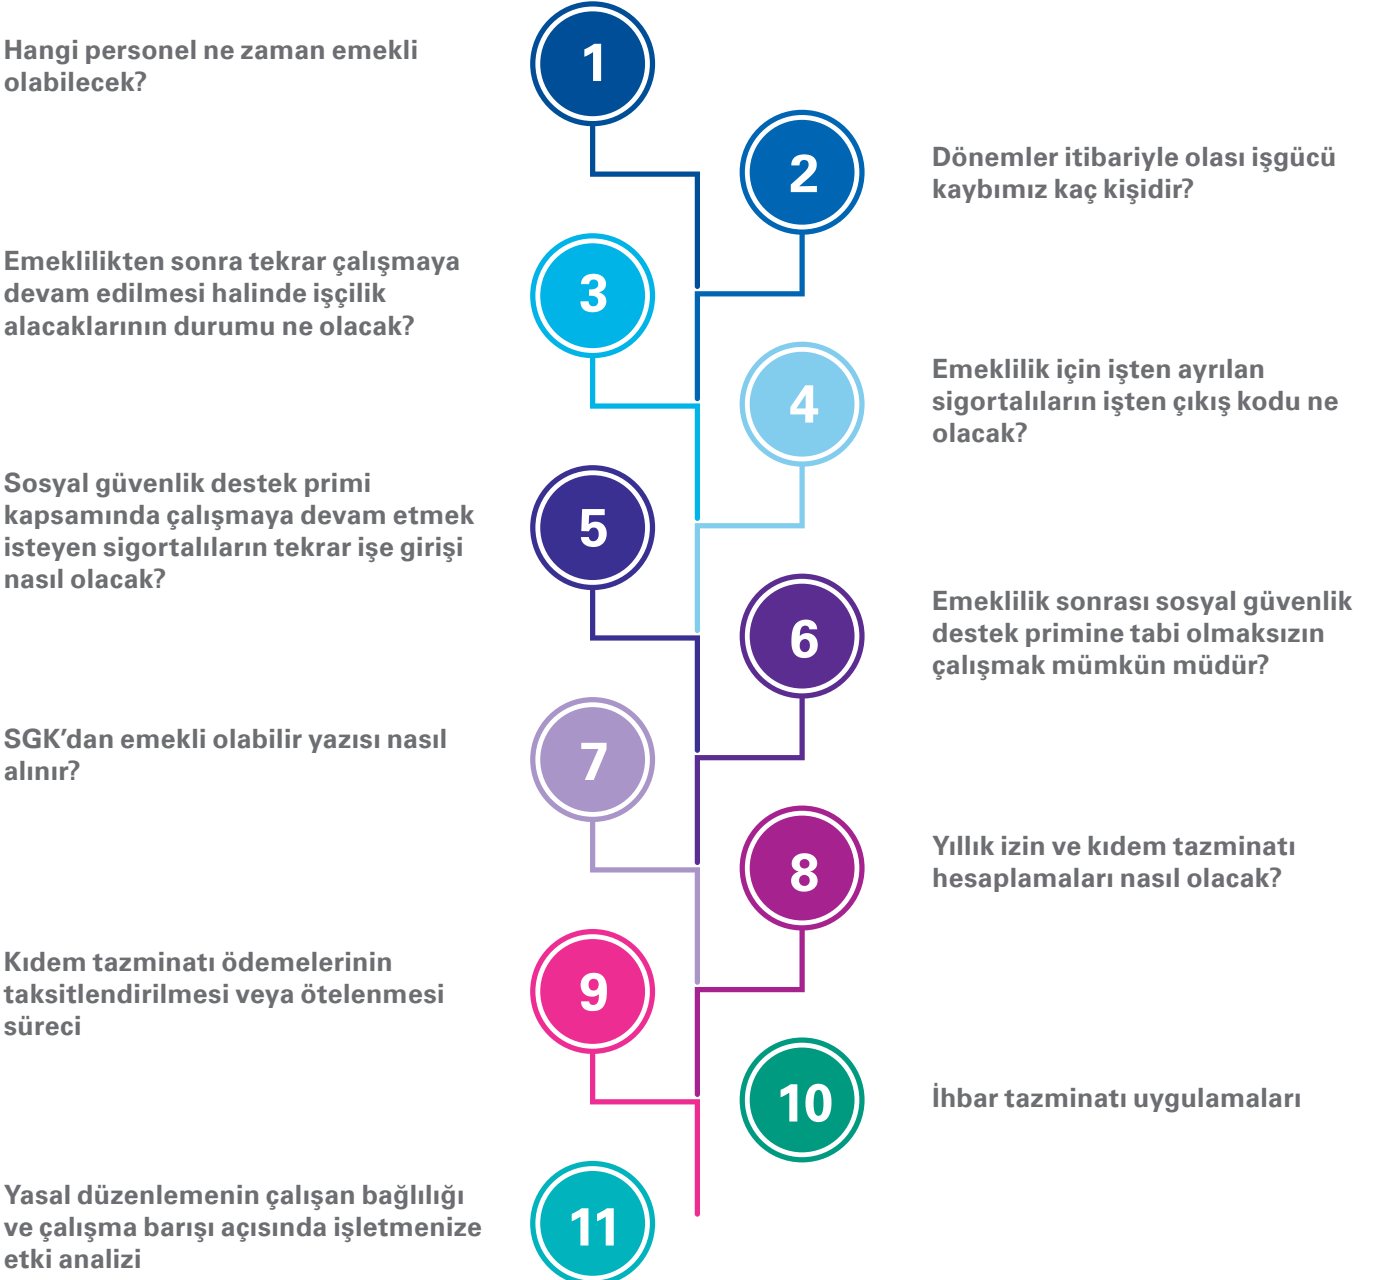 Hangi personel ne zaman emekli
olabilecek?
1
2
Dönemler itibariyle olası işgücü
kaybımız kaç kişidir?
Emeklilikten sonra tekrar çalışmaya
devam edilmesi halinde işçilik
alacaklarının durumu ne olacak?
3
4
Emeklilik için işten ayrılan
sigortalıların işten çıkış kodu ne
olacak?
Sosyal güvenlik destek primi
kapsamında çalışmaya devam etmek
isteyen sigortalıların tekrar işe girişi
nasıl olacak?
5
6
Emeklilik sonrası sosyal güvenlik
destek primine tabi olmaksızın
çalışmak mümkün müdür?
SGK’dan emekli olabilir yazısı nasıl
alınır?
7
8
Yıllık izin ve kıdem tazminatı
hesaplamaları nasıl olacak?
Kıdem tazminatı ödemelerinin
taksitlendirilmesi veya ötelenmesi
süreci
9
10
İhbar tazminatı uygulamaları
Yasal düzenlemenin çalışan bağlılığı
ve çalışma barışı açısında işletmenize
etki analizi
11